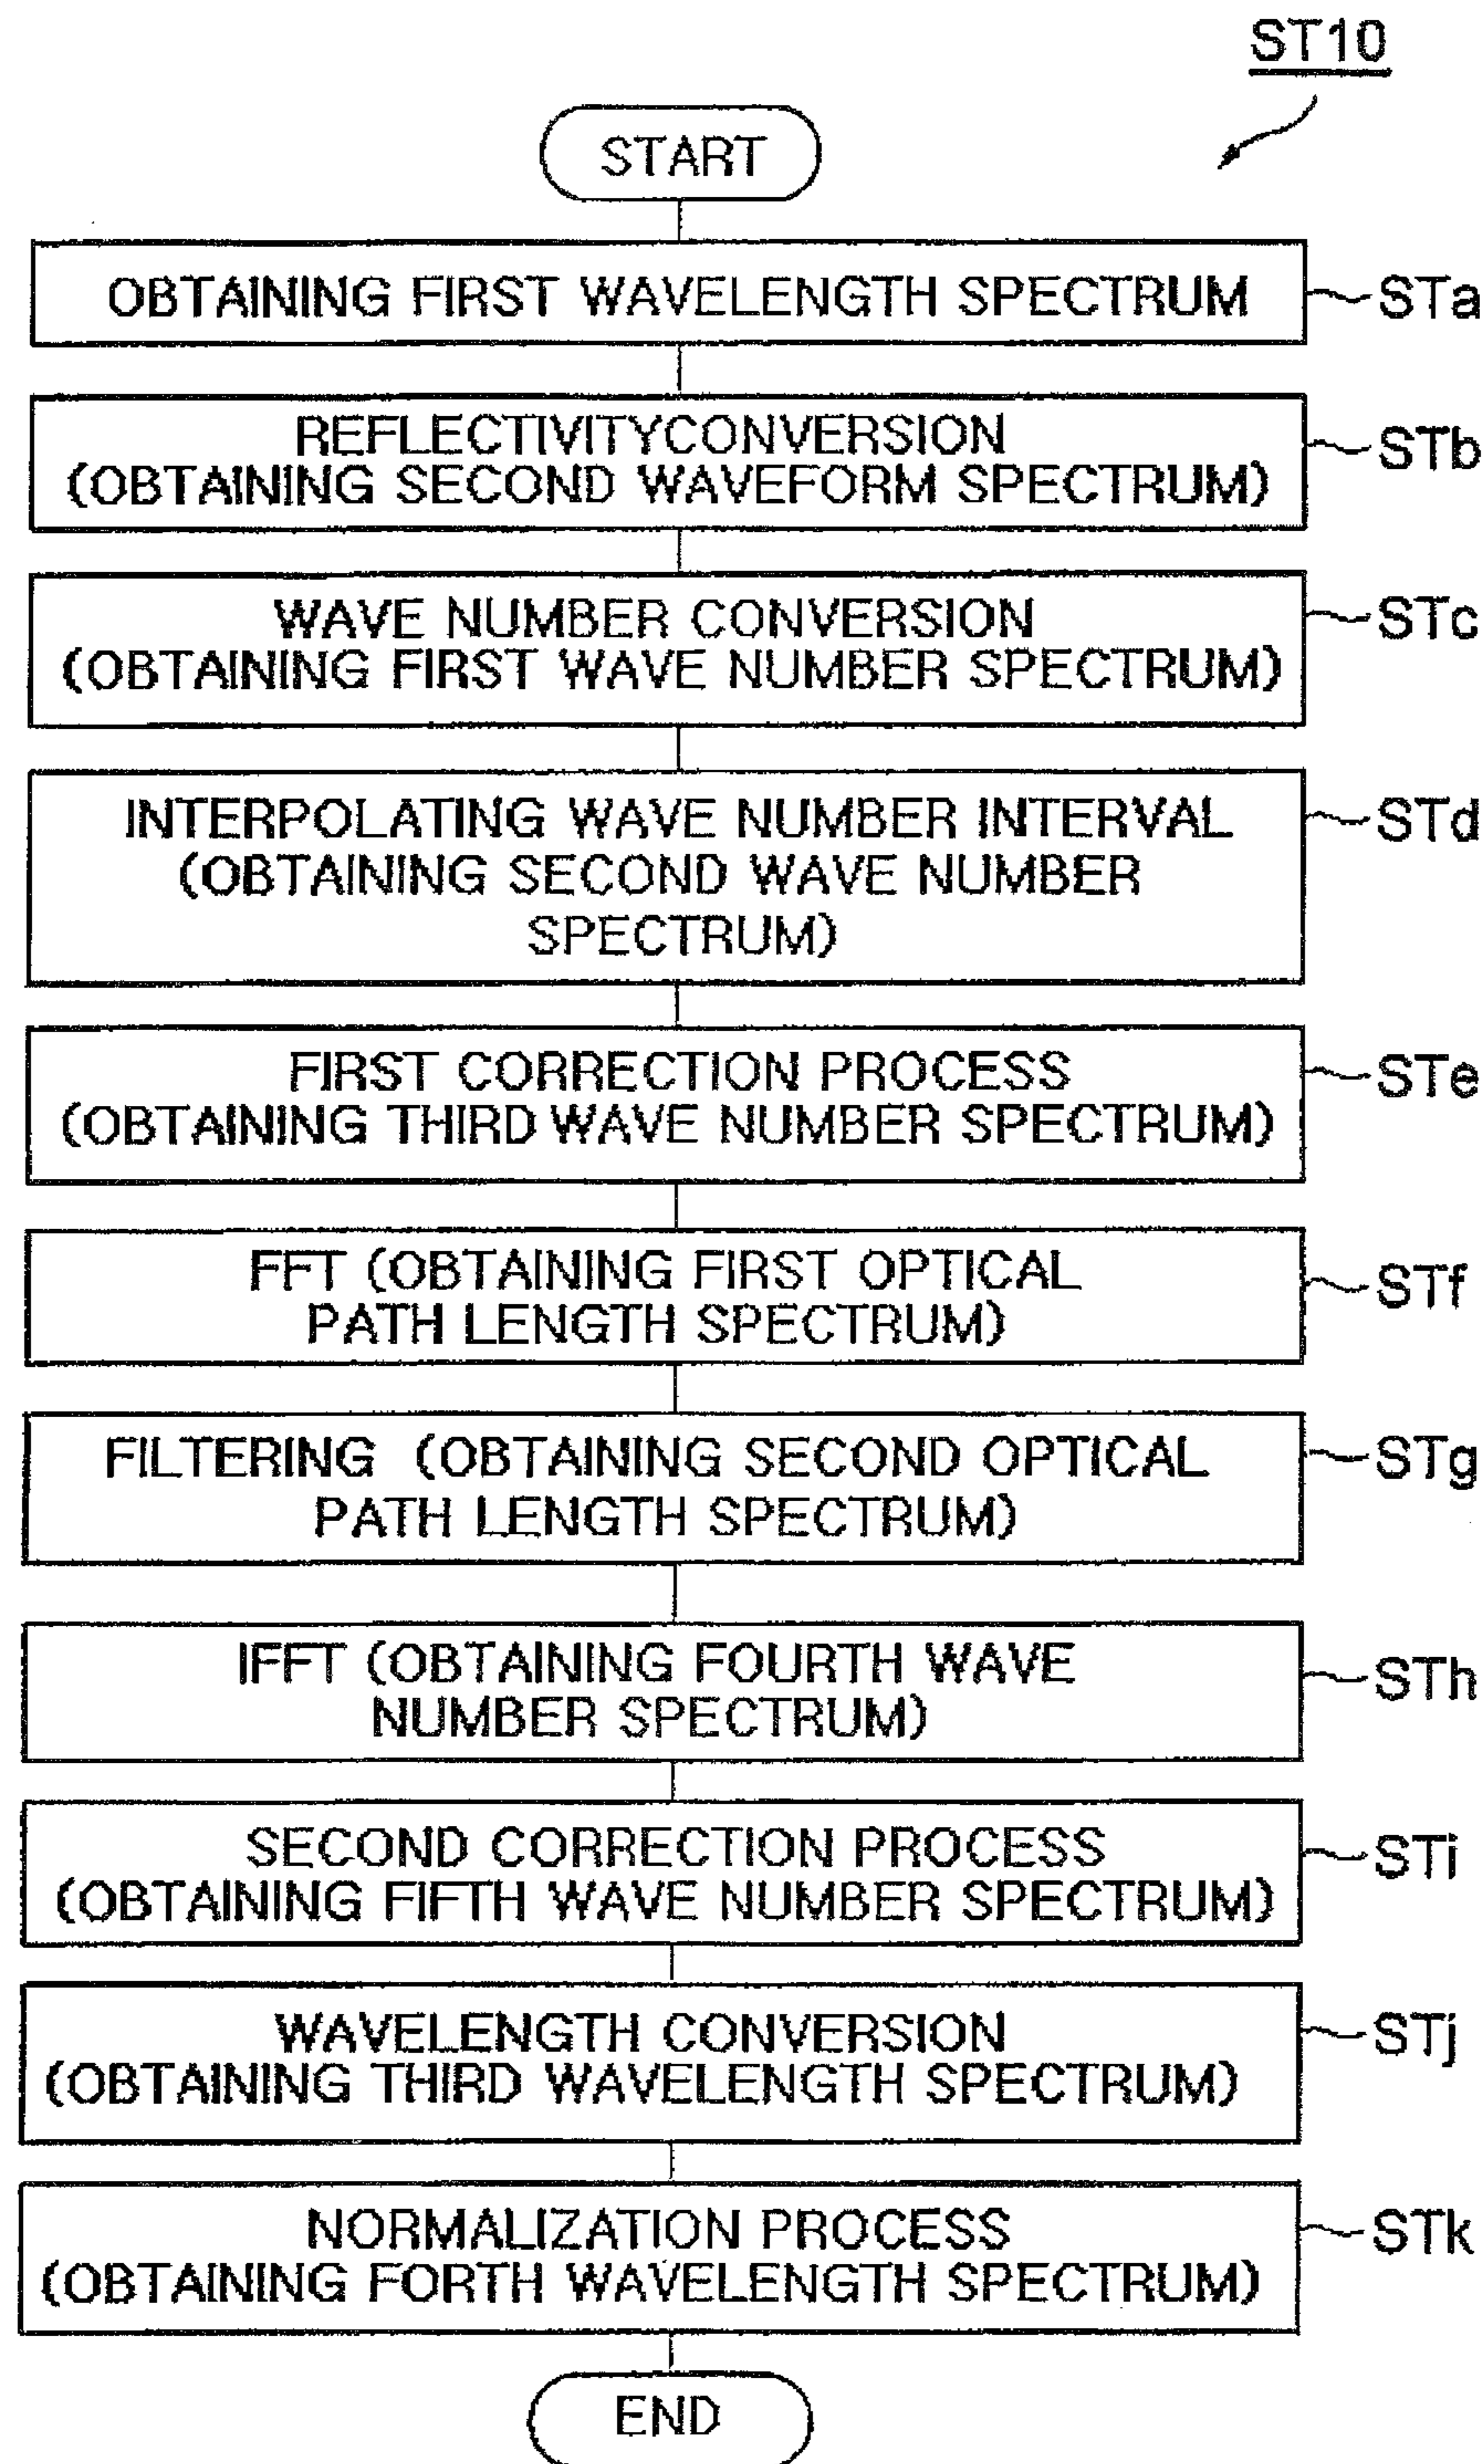 ST10
START
OBTAINING FIRST WAVELENGTH SPECTRUM
STa
REFLECTIVITYCONVERSION
(OBTAINING SECOND WAVEFORM SPECTRUM)
STb
WAVE NUMBER CONVERSION
(OBTAINING FIRST WAVE NUMBER SPECTRUM)
STc
INTERPOLATING WAVE NUMBER INTERVAL
(OBTAINING SECOND WAVE NUMBER
SPECTRUM)
STd
FIRST CORRECTION PROCESS
(OBTAINING THIRD WAVE NUMBER SPECTRUM)
STe
FFT (OBTAINING FIRST OPTICAL
PATH LENGTH SPECTRUM)
STf
FILTERING (OBTAINING SECOND OPTICAL
PATH LENGTH SPECTRUM)
STg
IFFT (OBTAINING FOURTH WAVE
NUMBER SPECTRUM)
STh
SECOND CORRECTION PROCESS
(OBTAINING FIFTH WAVE NUMBER SPECTRUM)
STi
WAVELENGTH CONVERSION
(OBTAINING THIRD WAVELENGTH SPECTRUM)
STj
NORMALIZATION PROCESS
(OBTAINING FORTH WAVELENGTH SPECTRUM)
STk
END